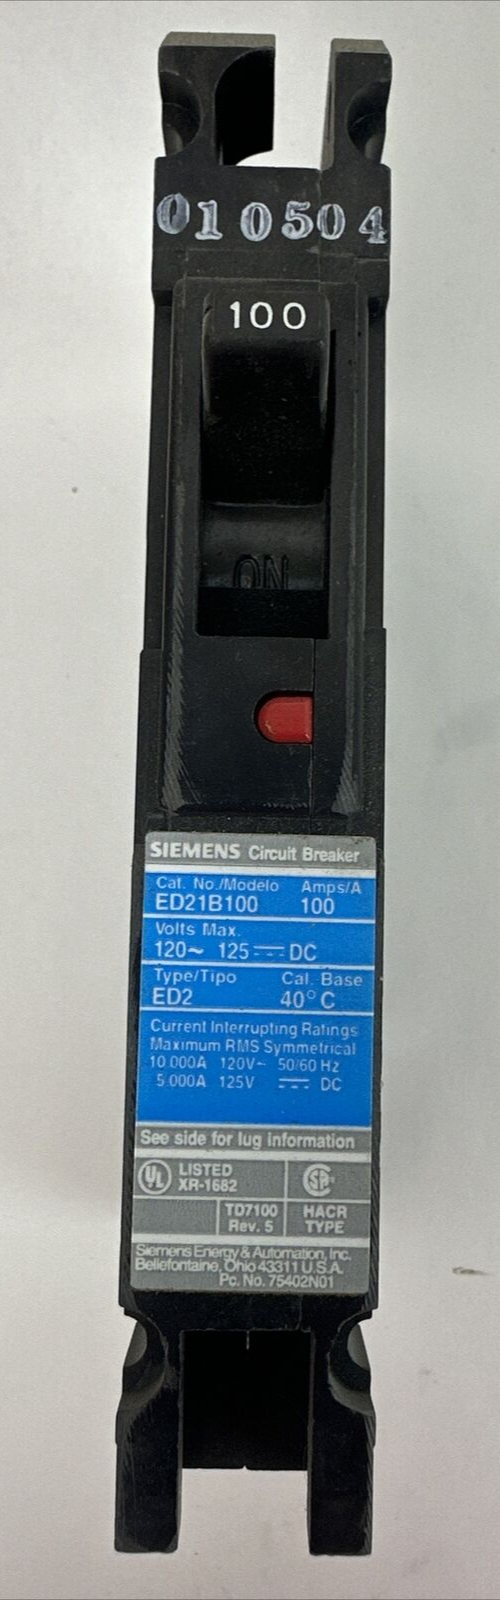 010504
100
ON
SIEMENS Circuit Breaker
Cat. No./Modelo Amps/A
ED21B100 100
Volts Max.
120~ 125⎓DC
Type/Tipo Cal. Base
ED2 40°C
Current Interrupting Ratings
Maximum RMS Symmetrical
10 000A 120V~ 50/60 Hz
5 000A 125V ⎓ DC
See side for lug information
UL LISTED
XR-1682
SA
TD7100 HACR
Rev. 5 TYPE
Siemens Energy & Automation, Inc.
Bellefontaine, Ohio 43311 U.S.A.
Pc. No. 75402N01